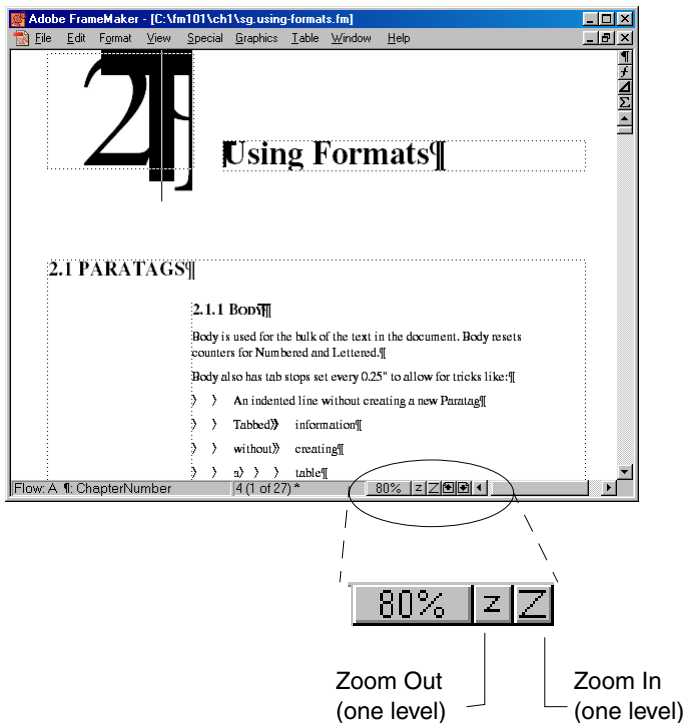 Adobe FrameMaker - [C:\fm101\ch1\sg.using-formats.fm]
File Edit Format View Special Graphics Table Window Help
2¶
Using Formats¶
2.1 PARATAGS¶
2.1.1 BODY¶
Body is used for the bulk of the text in the document. Body resets
counters for Numbered and Lettered.¶
Body also has tab stops set every 0.25" to allow for tricks like:¶
An indented line without creating a new Paratag¶
Tabbed information¶
without creating¶
a table¶
Flow: A ¶: ChapterNumber 4 (1 of 27) * 80% z Z
80% z Z
Zoom Out
(one level)
Zoom In
(one level)